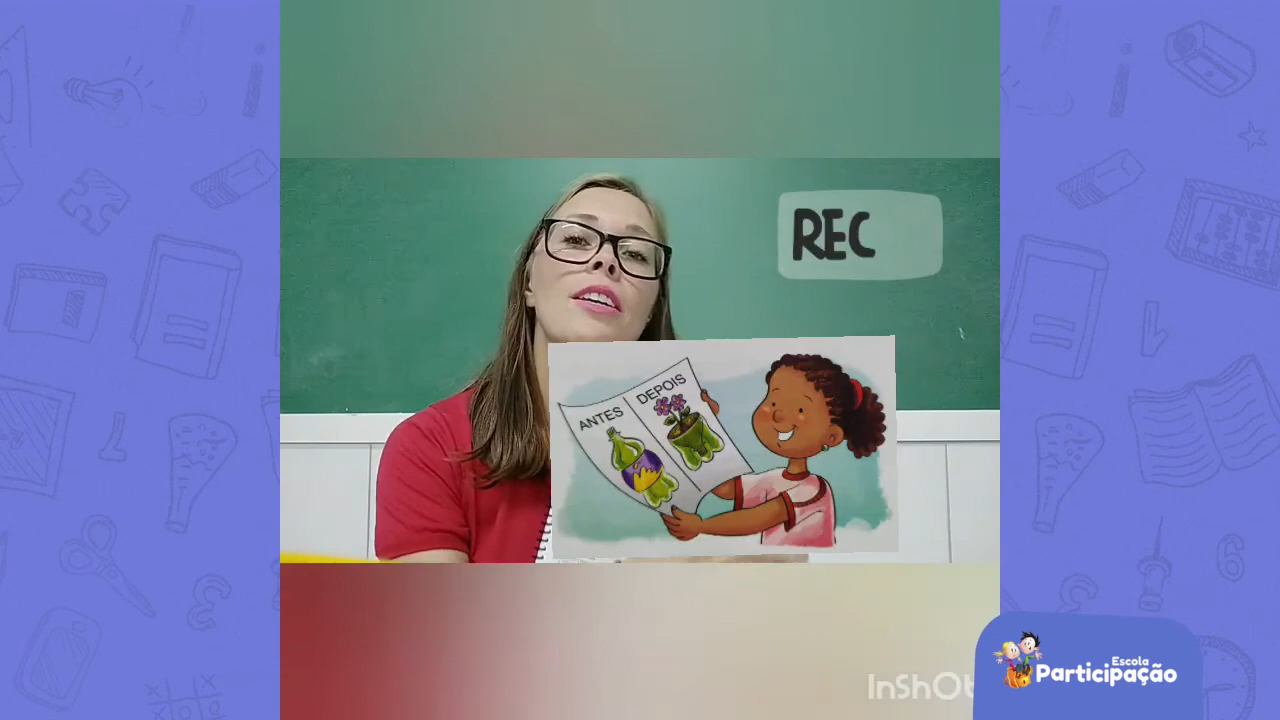 REC
ANTES
DEPOIS
InShOt
Escola
Participação